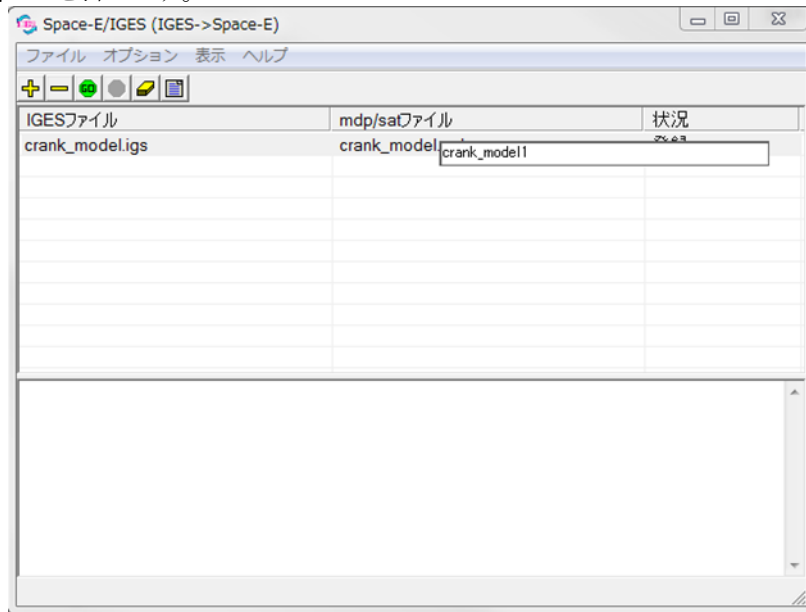 Space-E/IGES (IGES->Space-E)
ファイル オプション 表示 ヘルプ
GO
IGESファイル mdp/satファイル 状況
crank_model.igs crank_model. crank_model1